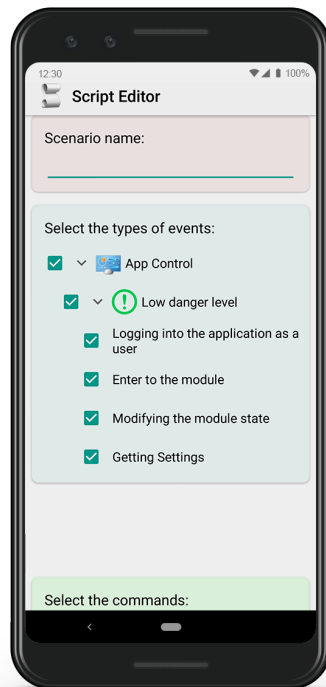 12:30 100%
Script Editor
Scenario name:
Select the types of events:
App Control
Low danger level
Logging into the application as a
user
Enter to the module
Modifying the module state
Getting Settings
Select the commands: